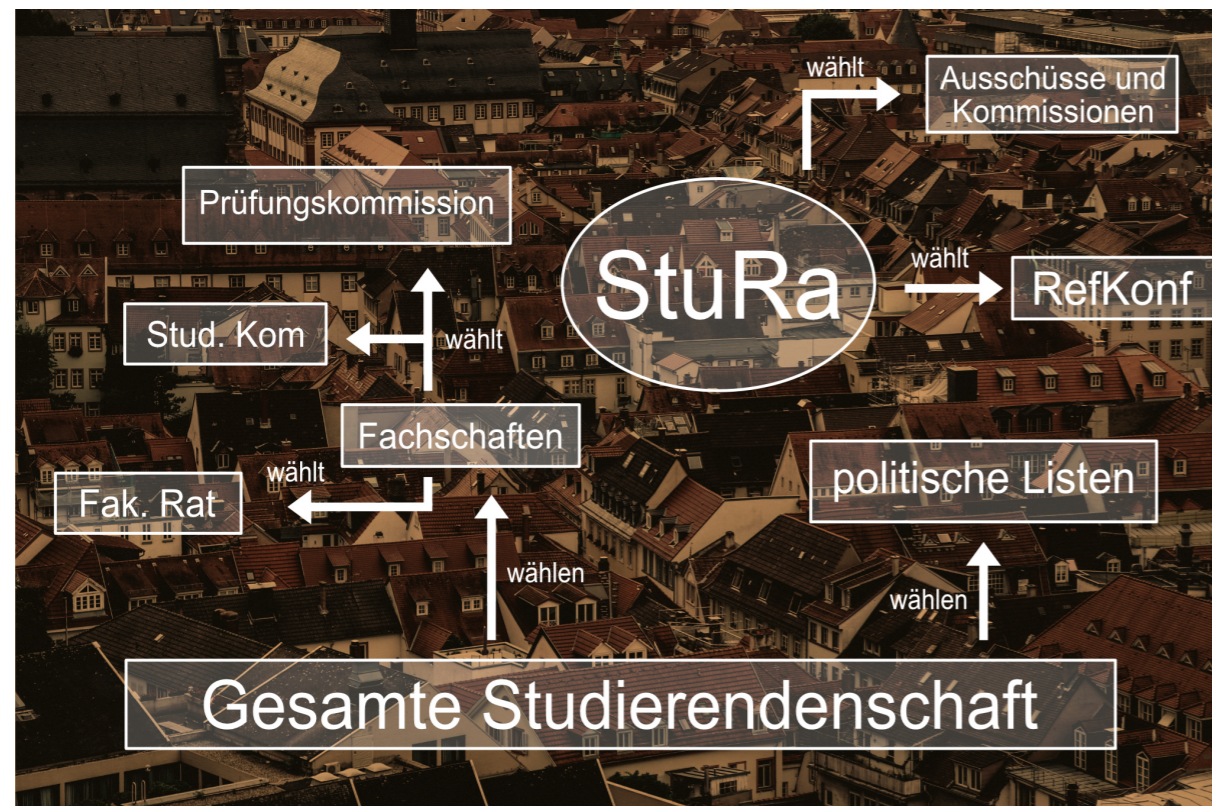 wählt
Ausschüsse und
Kommissionen
Prüfungskommission
StuRa
wählt
RefKonf
Stud. Kom
wählt
Fachschaften
wählt
politische Listen
Fak. Rat
wählen
wählen
Gesamte Studierendenschaft